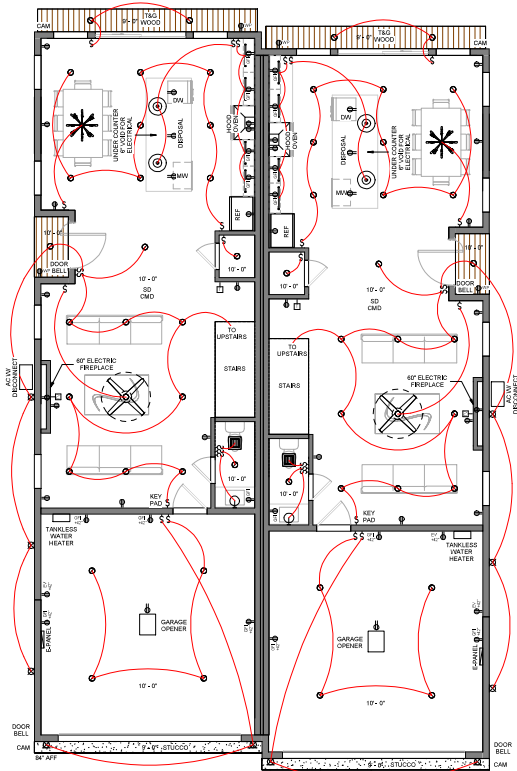 T&G
WOOD
9'- 0"
CAM
T&G
WOOD
9'- 0"
CAM
DW
DISPOSAL
UNDER COUNTER
6" VOID FOR
ELECTRICAL
MW
HOOD
OVEN
REF
HOOD
OVEN
DW
DISPOSAL
UNDER COUNTER
6" VOID FOR
ELECTRICAL
MW
REF
10'- 0"
DOOR
BELL
10'- 0"
10'- 0"
SD
CMD
10'- 0"
10'- 0"
SD
CMD
10'- 0"
DOOR
BELL
TO
UPSTAIRS
STAIRS
TO
UPSTAIRS
STAIRS
60" ELECTRIC
FIREPLACE
60" ELECTRIC
FIREPLACE
AC W/
DISCONNECT
AC W/
DISCONNECT
10'- 0"
10'- 0"
KEY
PAD
KEY
PAD
TANKLESS
WATER
HEATER
TANKLESS
WATER
HEATER
GARAGE
OPENER
GARAGE
OPENER
E-PANEL
E-PANEL
10'- 0"
10'- 0"
DOOR
BELL
CAM
84" AFF
9'- 0"
STUCCO
DOOR
BELL
9'- 0"
STUCCO
CAM